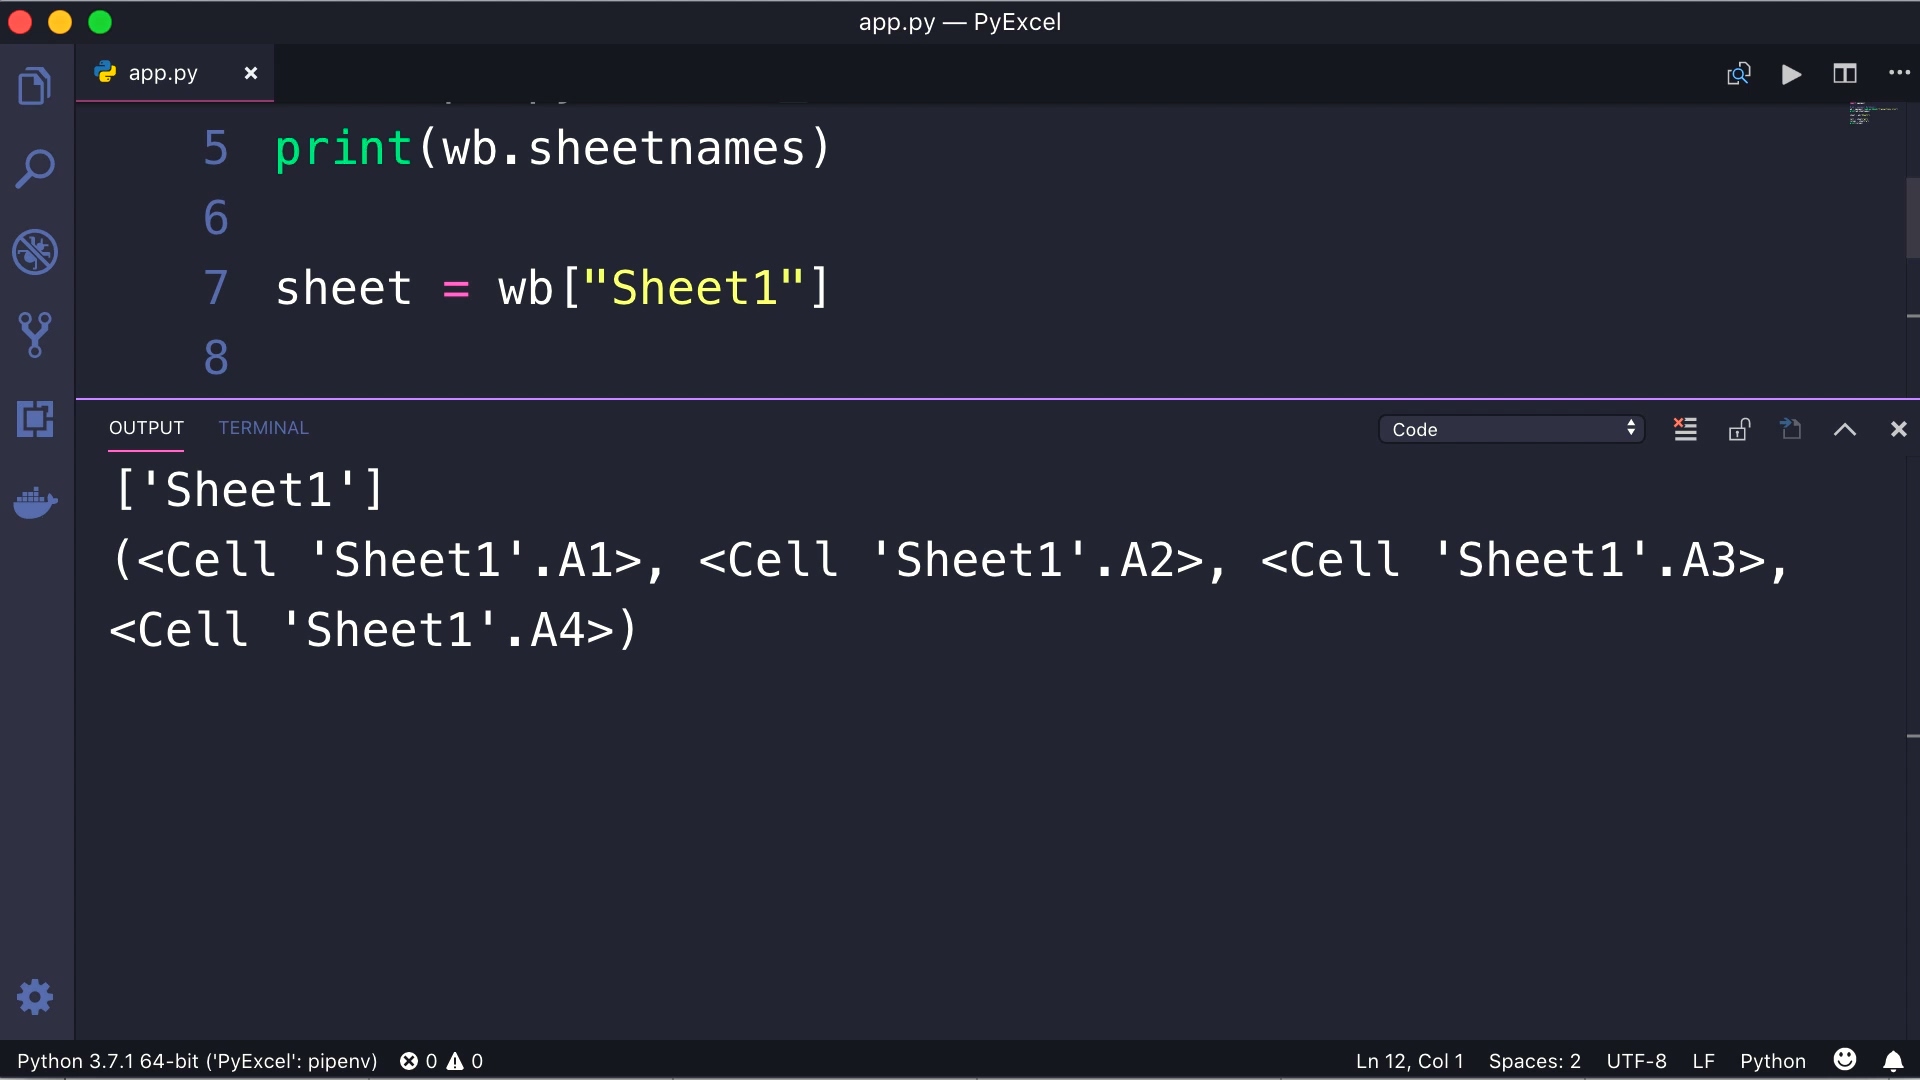 app.py — PyExcel
app.py
5 print(wb.sheetnames)
6
7 sheet = wb["Sheet1"]
8
OUTPUT TERMINAL Code
['Sheet1']
(<Cell 'Sheet1'.A1>, <Cell 'Sheet1'.A2>, <Cell 'Sheet1'.A3>,
<Cell 'Sheet1'.A4>)
Python 3.7.1 64-bit ('PyExcel': pipenv) 0 0 Ln 12, Col 1 Spaces: 2 UTF-8 LF Python